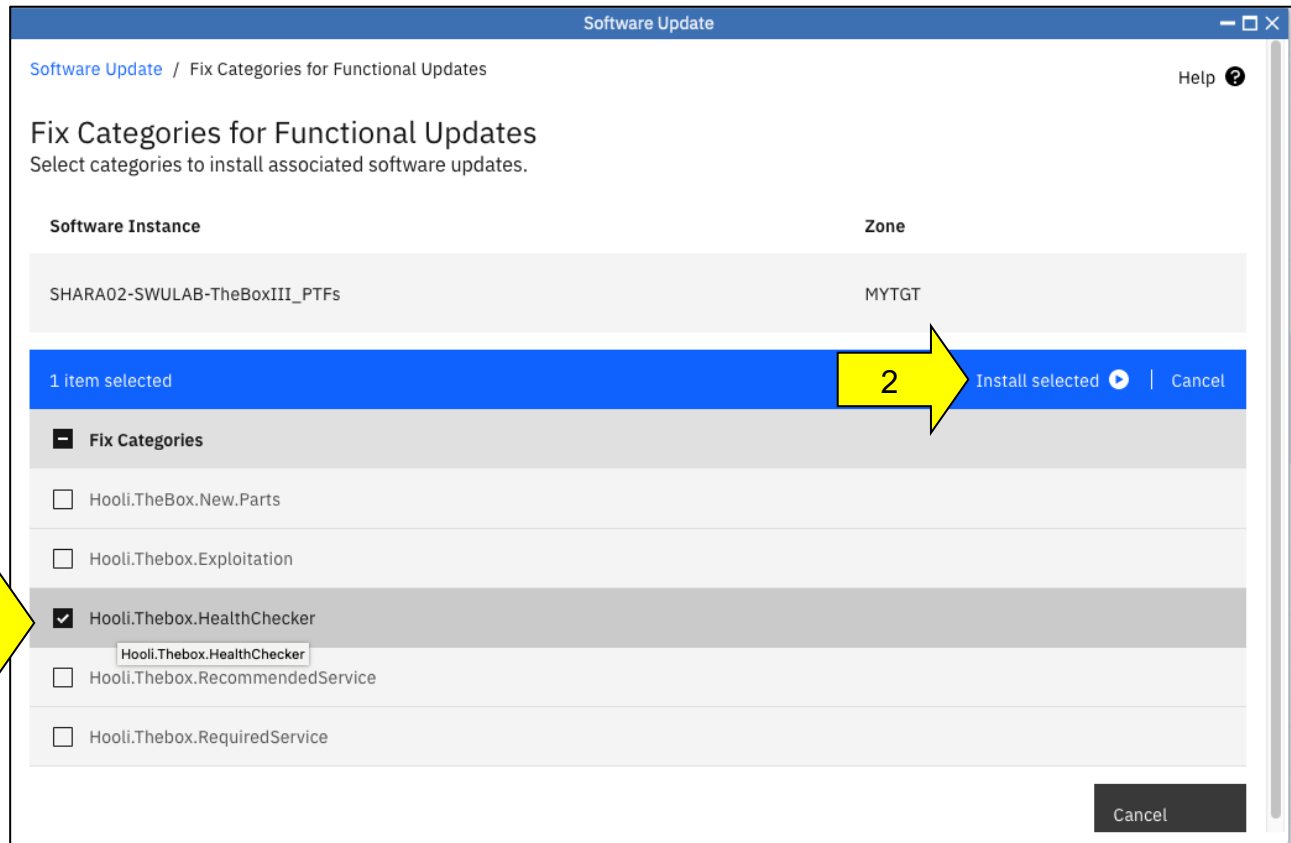 Software Update
Software Update / Fix Categories for Functional Updates
Help ?
Fix Categories for Functional Updates
Select categories to install associated software updates.
Software Instance Zone
SHARA02-SWULAB-TheBoxIII_PTFs MYTGT
1 item selected 2 Install selected | Cancel
Fix Categories
Hooli.TheBox.New.Parts
Hooli.Thebox.Exploitation
Hooli.Thebox.HealthChecker
Hooli.Thebox.HealthChecker
Hooli.Thebox.RecommendedService
Hooli.Thebox.RequiredService
Cancel